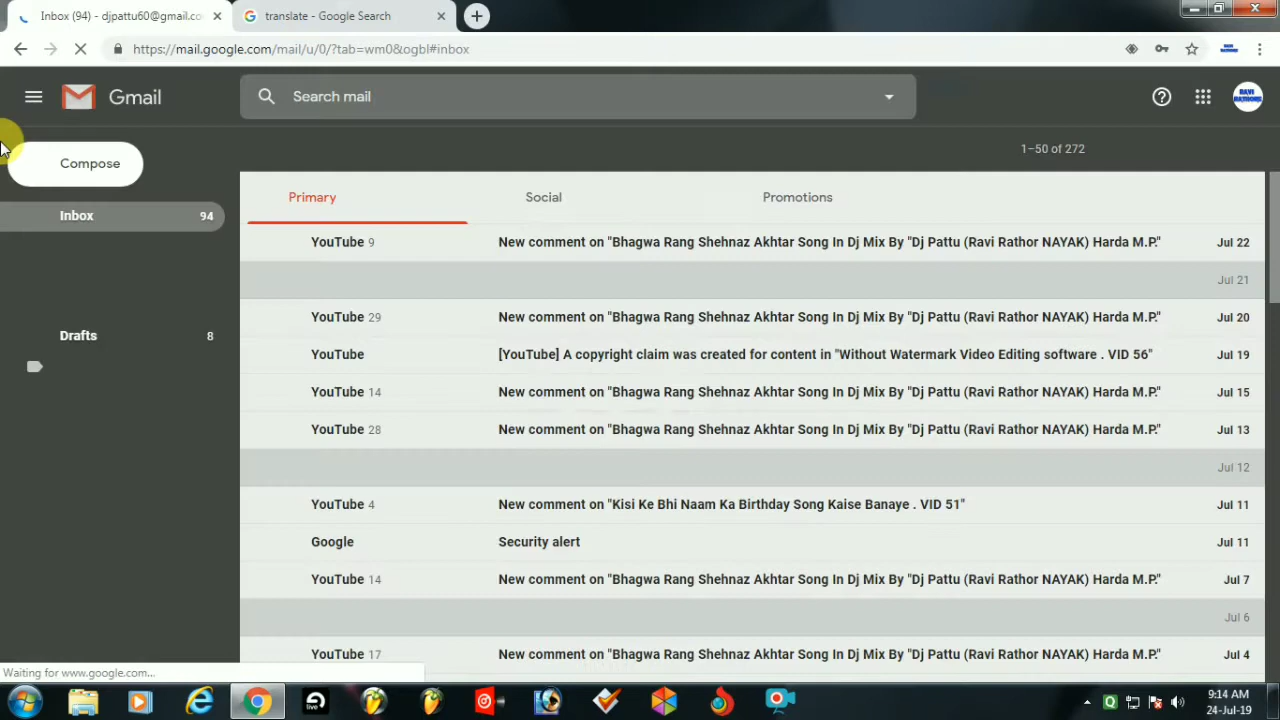 Inbox (94) - djpattu60@gmail.co
translate - Google Search
https://mail.google.com/mail/u/0/?tab=wm0&ogbl#inbox
Gmail
Search mail
RAVI
RATHORE
Compose
1–50 of 272
Inbox 94
Primary Social Promotions
YouTube 9 New comment on "Bhagwa Rang Shehnaz Akhtar Song In Dj Mix By "Dj Pattu (Ravi Rathor NAYAK) Harda M.P." Jul 22
Jul 21
YouTube 29 New comment on "Bhagwa Rang Shehnaz Akhtar Song In Dj Mix By "Dj Pattu (Ravi Rathor NAYAK) Harda M.P." Jul 20
Drafts 8
YouTube [YouTube] A copyright claim was created for content in "Without Watermark Video Editing software . VID 56" Jul 19
YouTube 14 New comment on "Bhagwa Rang Shehnaz Akhtar Song In Dj Mix By "Dj Pattu (Ravi Rathor NAYAK) Harda M.P." Jul 15
YouTube 28 New comment on "Bhagwa Rang Shehnaz Akhtar Song In Dj Mix By "Dj Pattu (Ravi Rathor NAYAK) Harda M.P." Jul 13
Jul 12
YouTube 4 New comment on "Kisi Ke Bhi Naam Ka Birthday Song Kaise Banaye . VID 51" Jul 11
Google Security alert Jul 11
YouTube 14 New comment on "Bhagwa Rang Shehnaz Akhtar Song In Dj Mix By "Dj Pattu (Ravi Rathor NAYAK) Harda M.P." Jul 7
Jul 6
YouTube 17 New comment on "Bhagwa Rang Shehnaz Akhtar Song In Dj Mix By "Dj Pattu (Ravi Rathor NAYAK) Harda M.P." Jul 4
Waiting for www.google.com...
live
9:14 AM
24-Jul-19